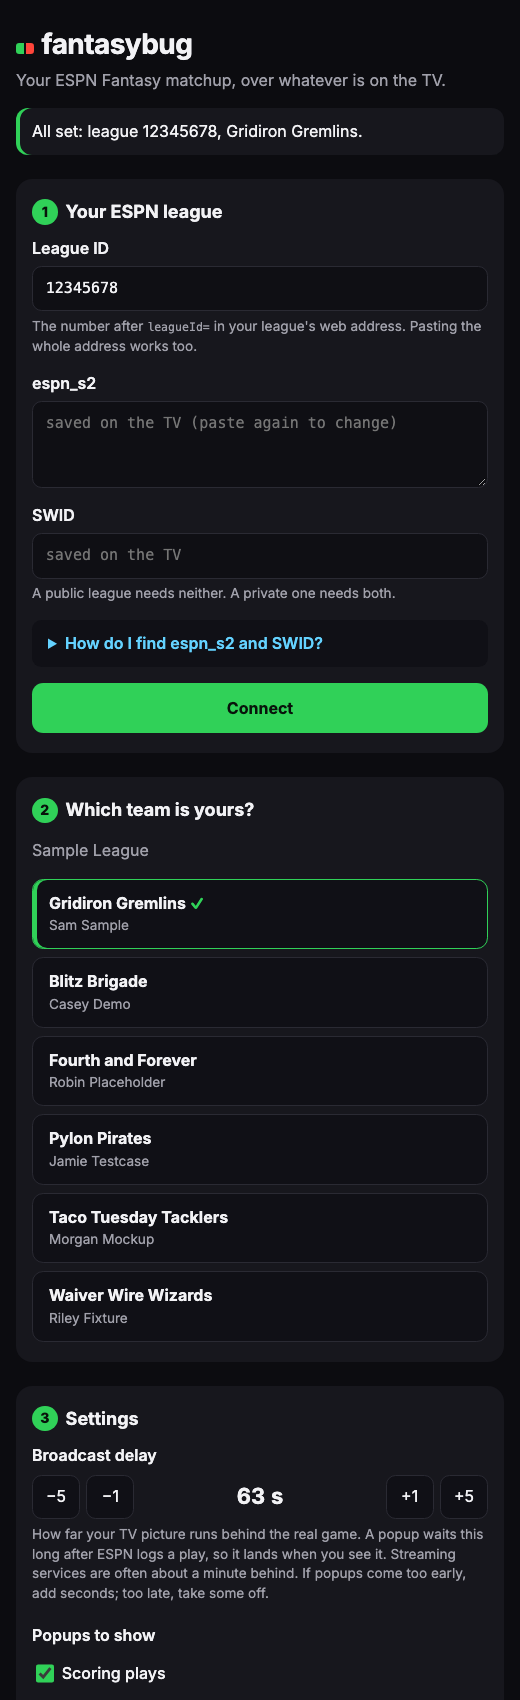 fantasybug
Your ESPN Fantasy matchup, over whatever is on the TV.
All set: league 12345678, Gridiron Gremlins.
1 Your ESPN league
League ID
12345678
The number after leagueId= in your league's web address. Pasting the
whole address works too.
espn_s2
saved on the TV (paste again to change)
SWID
saved on the TV
A public league needs neither. A private one needs both.
How do I find espn_s2 and SWID?
Connect
2 Which team is yours?
Sample League
Gridiron Gremlins ✓
Sam Sample
Blitz Brigade
Casey Demo
Fourth and Forever
Robin Placeholder
Pylon Pirates
Jamie Testcase
Taco Tuesday Tacklers
Morgan Mockup
Waiver Wire Wizards
Riley Fixture
3 Settings
Broadcast delay
−5 −1 63 s +1 +5
How far your TV picture runs behind the real game. A popup waits this
long after ESPN logs a play, so it lands when you see it. Streaming
services are often about a minute behind. If popups come too early,
add seconds; too late, take some off.
Popups to show
Scoring plays